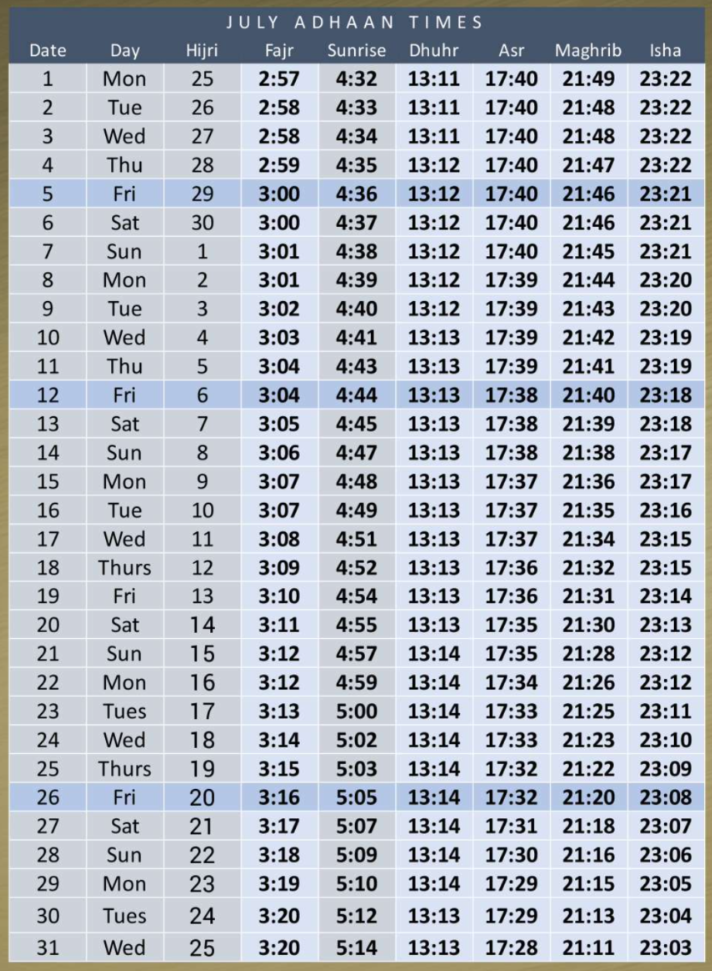 JULY ADHAAN TIMES
Date Day Hijri Fajr Sunrise Dhuhr Asr Maghrib Isha
1 Mon 25 2:57 4:32 13:11 17:40 21:49 23:22
2 Tue 26 2:58 4:33 13:11 17:40 21:48 23:22
3 Wed 27 2:58 4:34 13:11 17:40 21:48 23:22
4 Thu 28 2:59 4:35 13:12 17:40 21:47 23:22
5 Fri 29 3:00 4:36 13:12 17:40 21:46 23:21
6 Sat 30 3:00 4:37 13:12 17:40 21:46 23:21
7 Sun 1 3:01 4:38 13:12 17:40 21:45 23:21
8 Mon 2 3:01 4:39 13:12 17:39 21:44 23:20
9 Tue 3 3:02 4:40 13:12 17:39 21:43 23:20
10 Wed 4 3:03 4:41 13:13 17:39 21:42 23:19
11 Thu 5 3:04 4:43 13:13 17:39 21:41 23:19
12 Fri 6 3:04 4:44 13:13 17:38 21:40 23:18
13 Sat 7 3:05 4:45 13:13 17:38 21:39 23:18
14 Sun 8 3:06 4:47 13:13 17:38 21:38 23:17
15 Mon 9 3:07 4:48 13:13 17:37 21:36 23:17
16 Tue 10 3:07 4:49 13:13 17:37 21:35 23:16
17 Wed 11 3:08 4:51 13:13 17:37 21:34 23:15
18 Thurs 12 3:09 4:52 13:13 17:36 21:32 23:15
19 Fri 13 3:10 4:54 13:13 17:36 21:31 23:14
20 Sat 14 3:11 4:55 13:13 17:35 21:30 23:13
21 Sun 15 3:12 4:57 13:14 17:35 21:28 23:12
22 Mon 16 3:12 4:59 13:14 17:34 21:26 23:12
23 Tues 17 3:13 5:00 13:14 17:33 21:25 23:11
24 Wed 18 3:14 5:02 13:14 17:33 21:23 23:10
25 Thurs 19 3:15 5:03 13:14 17:32 21:22 23:09
26 Fri 20 3:16 5:05 13:14 17:32 21:20 23:08
27 Sat 21 3:17 5:07 13:14 17:31 21:18 23:07
28 Sun 22 3:18 5:09 13:14 17:30 21:16 23:06
29 Mon 23 3:19 5:10 13:14 17:29 21:15 23:05
30 Tues 24 3:20 5:12 13:13 17:29 21:13 23:04
31 Wed 25 3:20 5:14 13:13 17:28 21:11 23:03